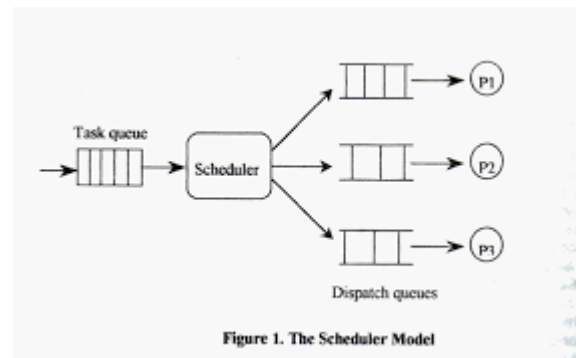 Task queue
Scheduler
P1
P2
P3
Dispatch queues
Figure 1. The Scheduler Model